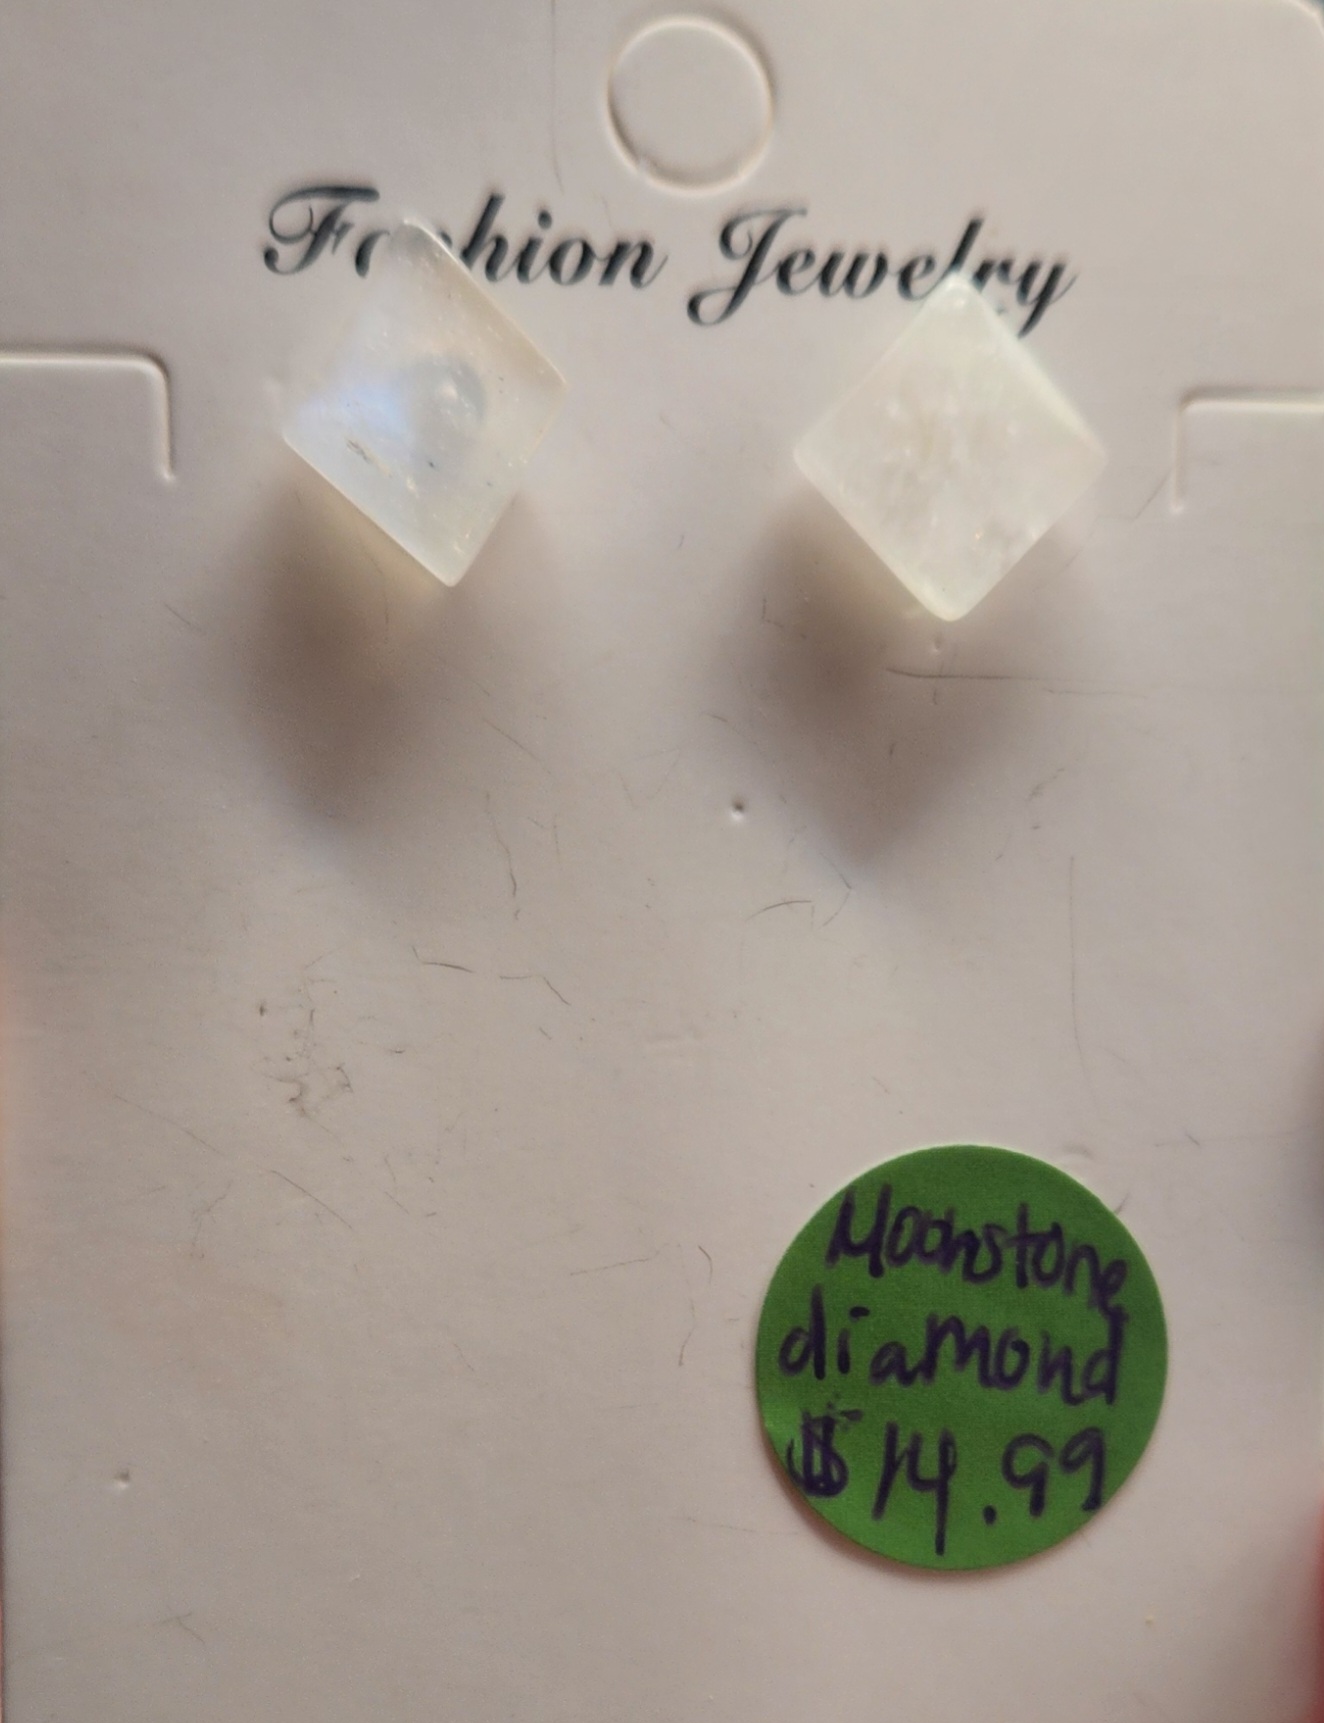 Fashion Jewelry
Moonstone
diamond
$14.99